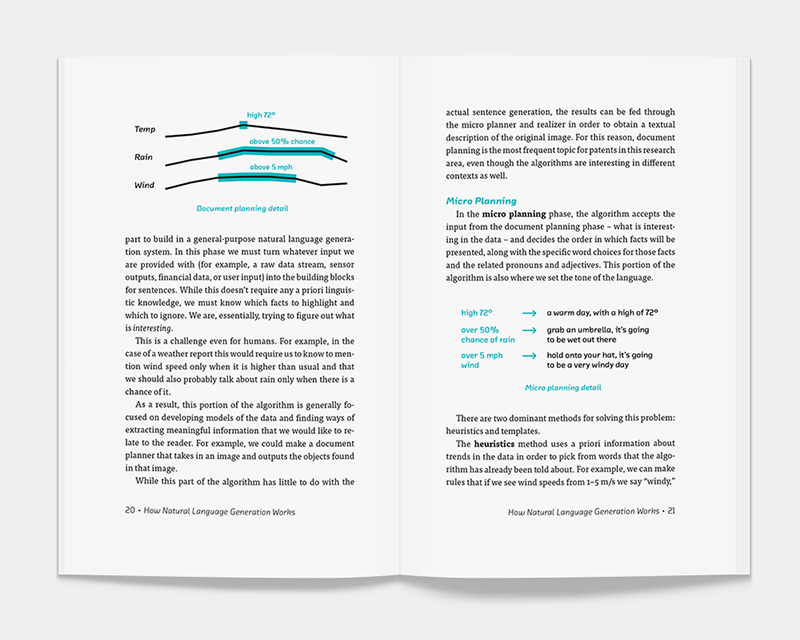 high 72°
Temp
above 50% chance
Rain
above 5 mph
Wind
Document planning detail
part to build in a general-purpose natural language genera-
tion system. In this phase we must turn whatever input we
are provided with (for example, a raw data stream, sensor
outputs, financial data, or user input) into the building blocks
for sentences. While this doesn't require any a priori linguis-
tic knowledge, we must know which facts to highlight and
which to ignore. We are, essentially, trying to figure out what
is interesting.
This is a challenge even for humans. For example, in the
case of a weather report this would require us to know to men-
tion wind speed only when it is higher than usual and that
we should also probably talk about rain only when there is a
chance of it.
As a result, this portion of the algorithm is generally fo-
cused on developing models of the data and finding ways of
extracting meaningful information that we would like to re-
late to the reader. For example, we could make a document
planner that takes in an image and outputs the objects found
in that image.
While this part of the algorithm has little to do with the
20 • How Natural Language Generation Works
actual sentence generation, the results can be fed through
the micro planner and realizer in order to obtain a textual
description of the original image. For this reason, document
planning is the most frequent topic for patents in this research
area, even though the algorithms are interesting in different
contexts as well.
Micro Planning
In the micro planning phase, the algorithm accepts the
input from the document planning phase – what is interest-
ing in the data – and decides the order in which facts will be
presented, along with the specific word choices for those facts
and the related pronouns and adjectives. This portion of the
algorithm is also where we set the tone of the language.
high 72° → a warm day, with a high of 72°
over 50% → grab an umbrella, it's going
chance of rain to be wet out there
over 5 mph → hold onto your hat, it's going
wind to be a very windy day
Micro planning detail
There are two dominant methods for solving this problem:
heuristics and templates.
The heuristics method uses a priori information about
trends in the data in order to pick from words that the algo-
rithm has already been told about. For example, we can make
rules that if we see wind speeds from 1–5 m/s we say “windy,”
How Natural Language Generation Works • 21